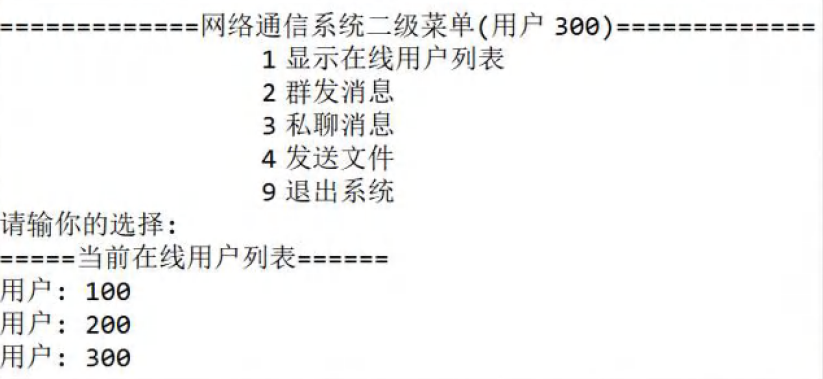 =============网络通信系统二级菜单(用户 300)=============
1 显示在线用户列表
2 群发消息
3 私聊消息
4 发送文件
9 退出系统
请输你的选择:
=====当前在线用户列表======
用户: 100
用户: 200
用户: 300